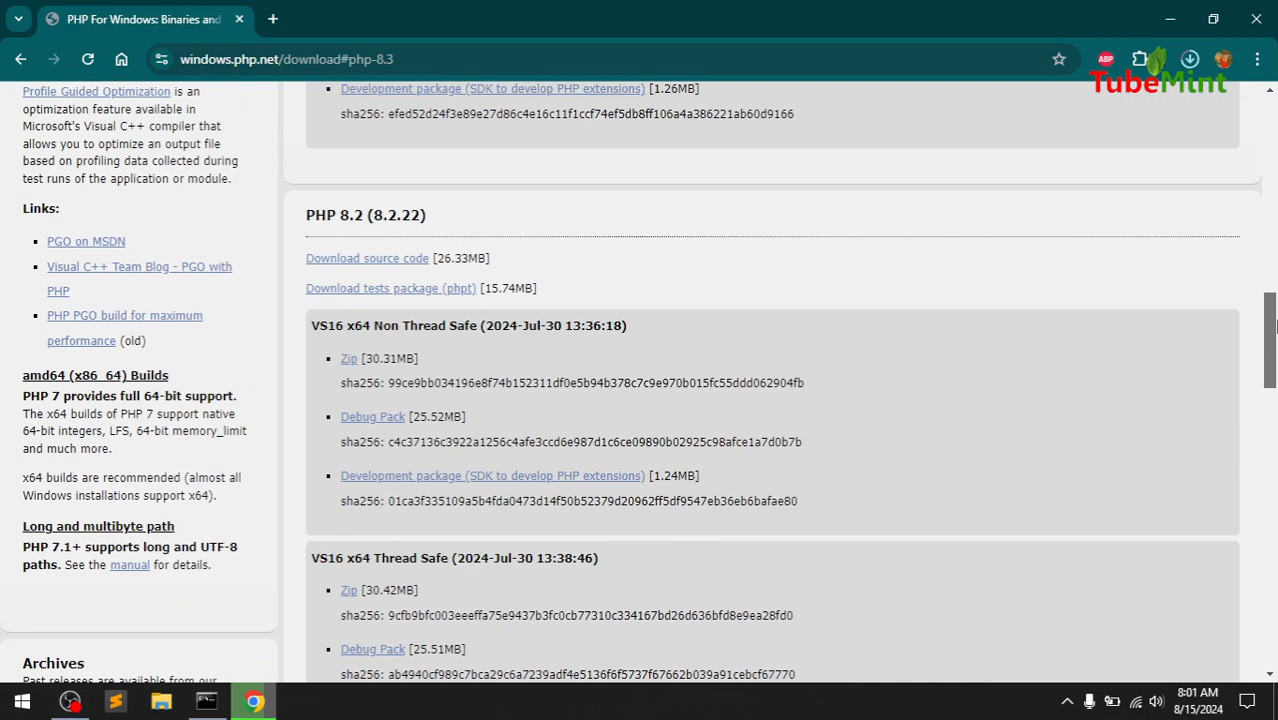 PHP For Windows: Binaries and
windows.php.net/download#php-8.3
ABP
TubeMint
Profile Guided Optimization is an
optimization feature available in
Microsoft's Visual C++ compiler that
allows you to optimize an output file
based on profiling data collected during
test runs of the application or module.
Links:
PGO on MSDN
Visual C++ Team Blog - PGO with
PHP
PHP PGO build for maximum
performance (old)
amd64 (x86_64) Builds
PHP 7 provides full 64-bit support.
The x64 builds of PHP 7 support native
64-bit integers, LFS, 64-bit memory_limit
and much more.
x64 builds are recommended (almost all
Windows installations support x64).
Long and multibyte path
PHP 7.1+ supports long and UTF-8
paths. See the manual for details.
Archives
Past releases are available from our
Development package (SDK to develop PHP extensions) [1.26MB]
sha256: efed52d24f3e89e27d86c4e16c11f1ccf74ef5db8ff106a4a386221ab60d9166
PHP 8.2 (8.2.22)
Download source code [26.33MB]
Download tests package (phpt) [15.74MB]
VS16 x64 Non Thread Safe (2024-Jul-30 13:36:18)
Zip [30.31MB]
sha256: 99ce9bb034196e8f74b152311df0e5b94b378c7c9e970b015fc55ddd062904fb
Debug Pack [25.52MB]
sha256: c4c37136c3922a1256c4afe3ccd6e987d1c6ce09890b02925c98afce1a7d0b7b
Development package (SDK to develop PHP extensions) [1.24MB]
sha256: 01ca3f335109a5b4fda0473d14f50b52379d20962ff5df9547eb36eb6bafae80
VS16 x64 Thread Safe (2024-Jul-30 13:38:46)
Zip [30.42MB]
sha256: 9cfb9bfc003eeeffa75e9437b3fc0cb77310c334167bd26d636bfd8e9ea28fd0
Debug Pack [25.51MB]
sha256: ab4940cf989c7bca29c6a7239adf4e5136f6f5737f67662b039a91cebcf67770
8:01 AM
8/15/2024